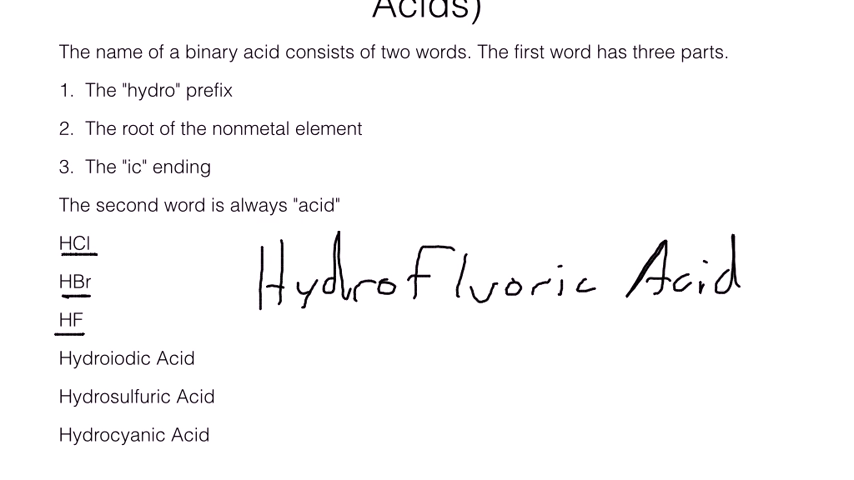 Acids)
The name of a binary acid consists of two words. The first word has three parts.
1. The "hydro" prefix
2. The root of the nonmetal element
3. The "ic" ending
The second word is always "acid"
HCl
HBr
HF
Hydrofluoric Acid
Hydroiodic Acid
Hydrosulfuric Acid
Hydrocyanic Acid